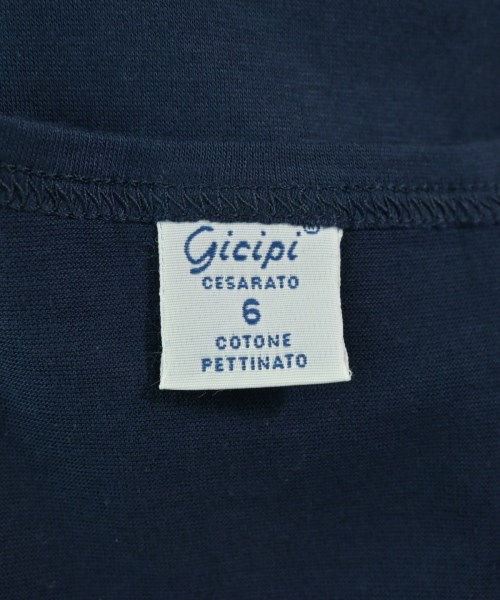 Gicipi®
CESARATO
6
COTONE
PETTINATO